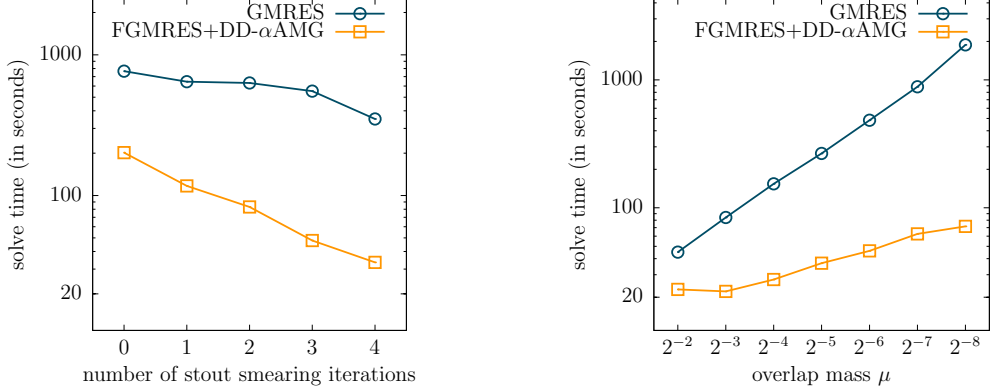 GMRES
FGMRES+DD-αAMG
1000
100
20
solve time (in seconds)
0 1 2 3 4
number of stout smearing iterations
GMRES
FGMRES+DD-αAMG
1000
100
20
solve time (in seconds)
2⁻² 2⁻³ 2⁻⁴ 2⁻⁵ 2⁻⁶ 2⁻⁷ 2⁻⁸
overlap mass μ